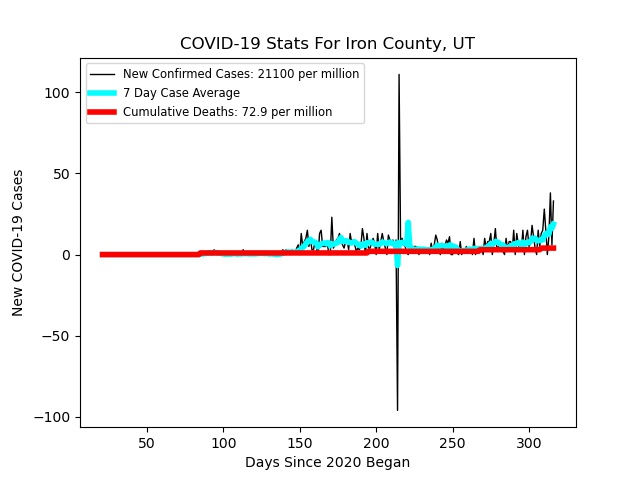 COVID-19 Stats For Iron County, UT
New Confirmed Cases: 21100 per million
7 Day Case Average
Cumulative Deaths: 72.9 per million
New COVID-19 Cases
100
50
0
−50
−100
50 100 150 200 250 300
Days Since 2020 Began